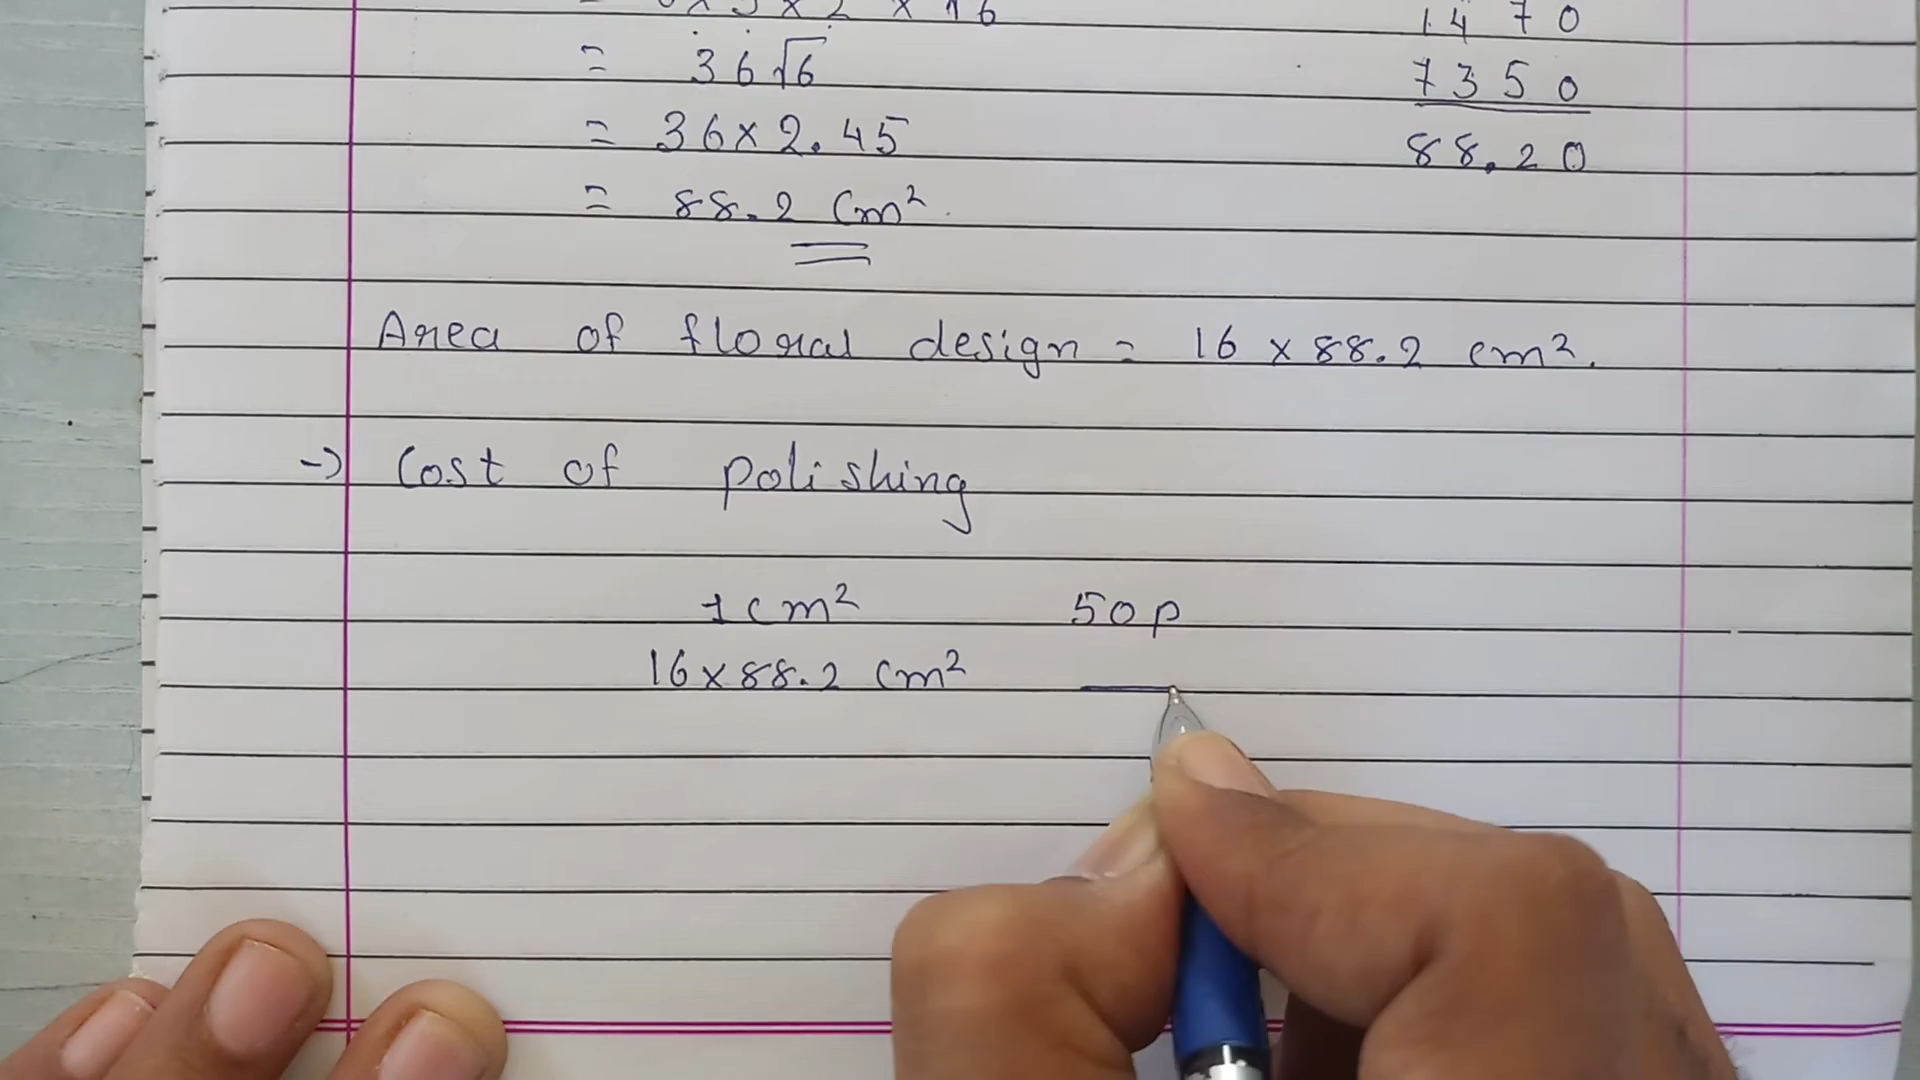 = 36√6
= 36 × 2.45
= 88.2 cm²
1470
7350
88.20
Area of floral design = 16 × 88.2 cm².
→ Cost of polishing
1 cm² 50 p
16 × 88.2 cm²